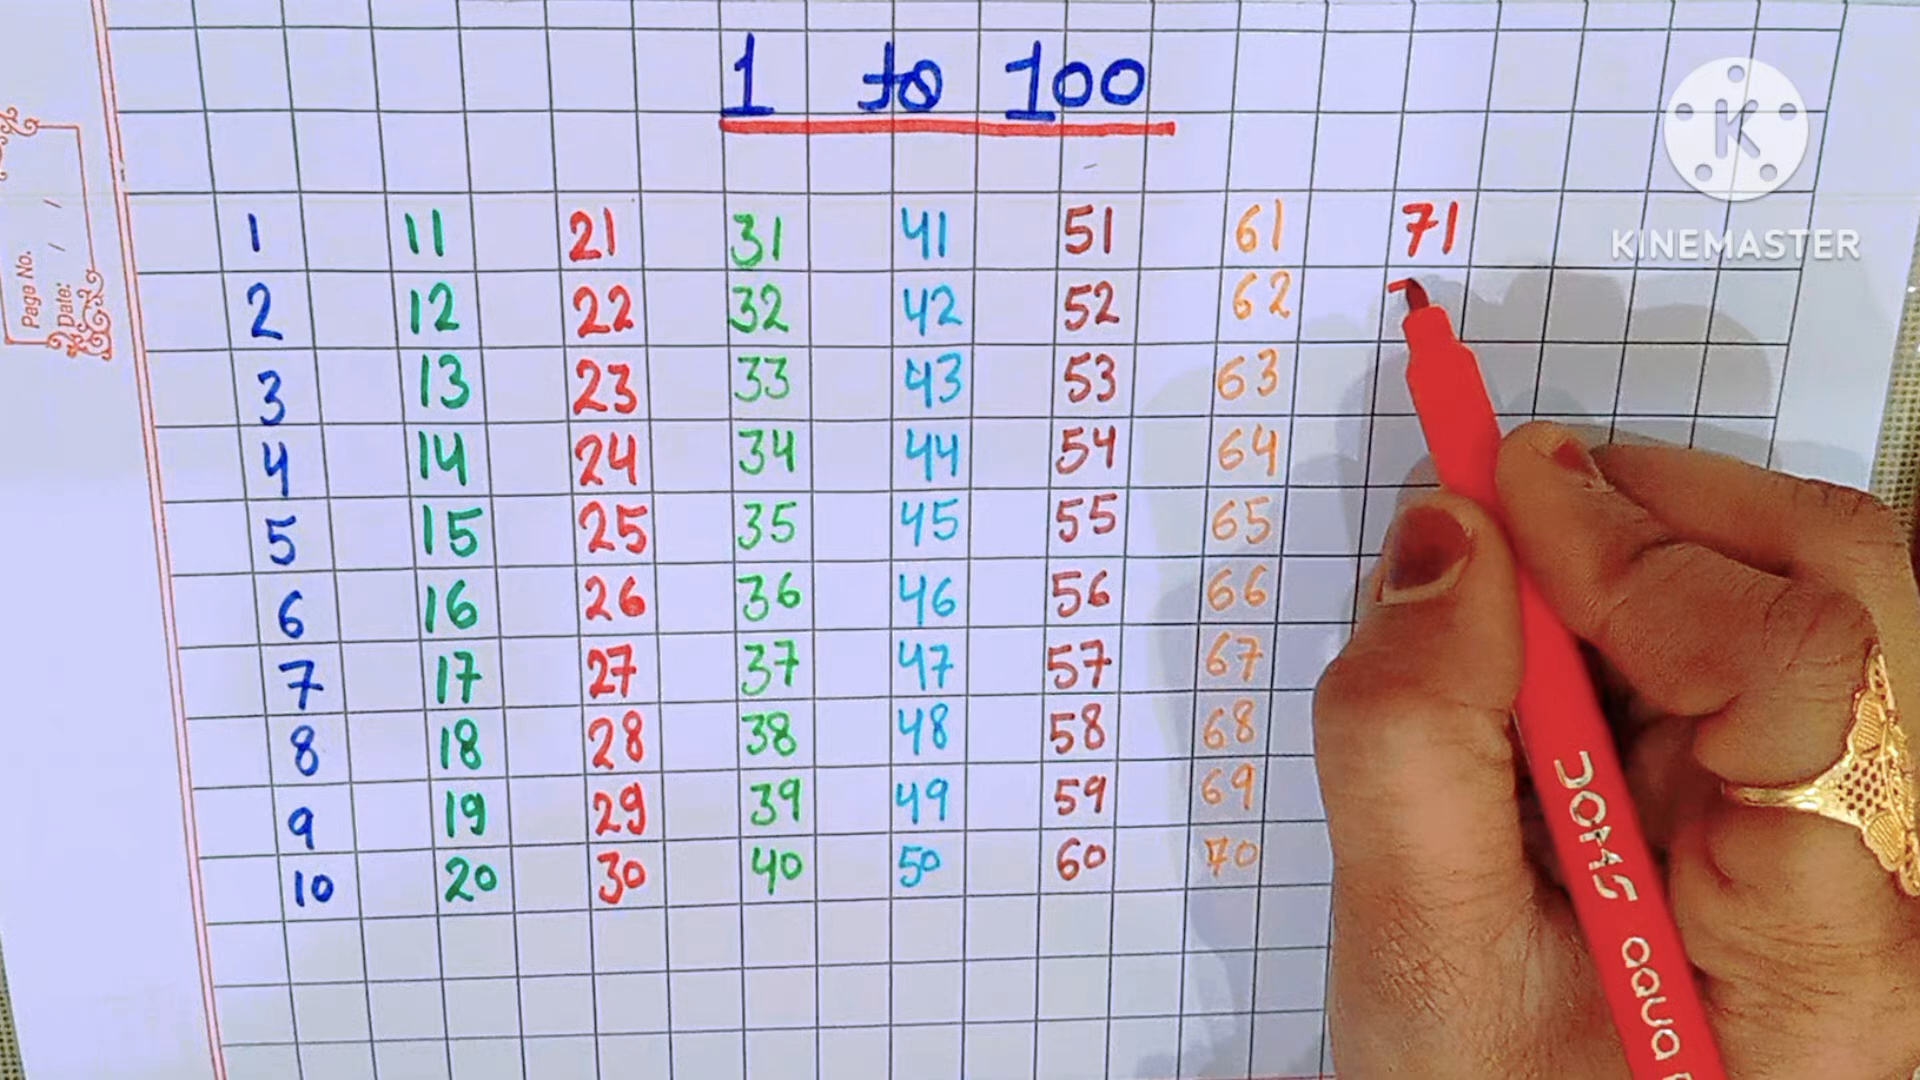 1 to 100
KINEMASTER
Page No.
Date: / /
1 11 21 31 41 51 61 71
2 12 22 32 42 52 62
3 13 23 33 43 53 63
4 14 24 34 44 54 64
5 15 25 35 45 55 65
6 16 26 36 46 56 66
7 17 27 37 47 57 67
8 18 28 38 48 58 68
9 19 29 39 49 59 69
10 20 30 40 50 60 70
DOMS AQUA